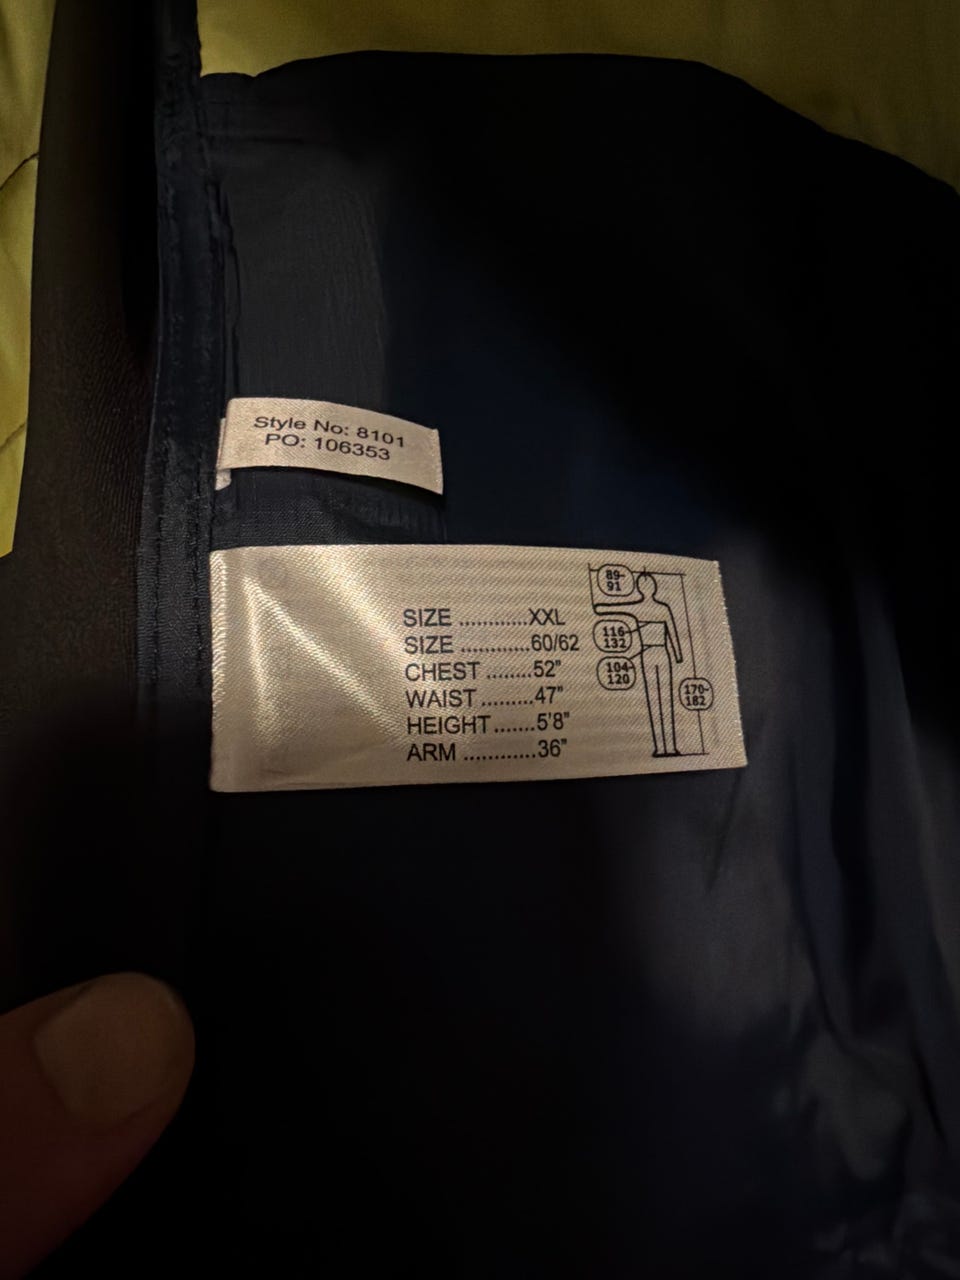 Style No: 8101
PO: 106353
SIZE ............XXL
SIZE ............60/62
CHEST ........52"
WAIST .........47"
HEIGHT .......5'8"
ARM ............36"
89-
91
116-
132
104-
120
170-
182